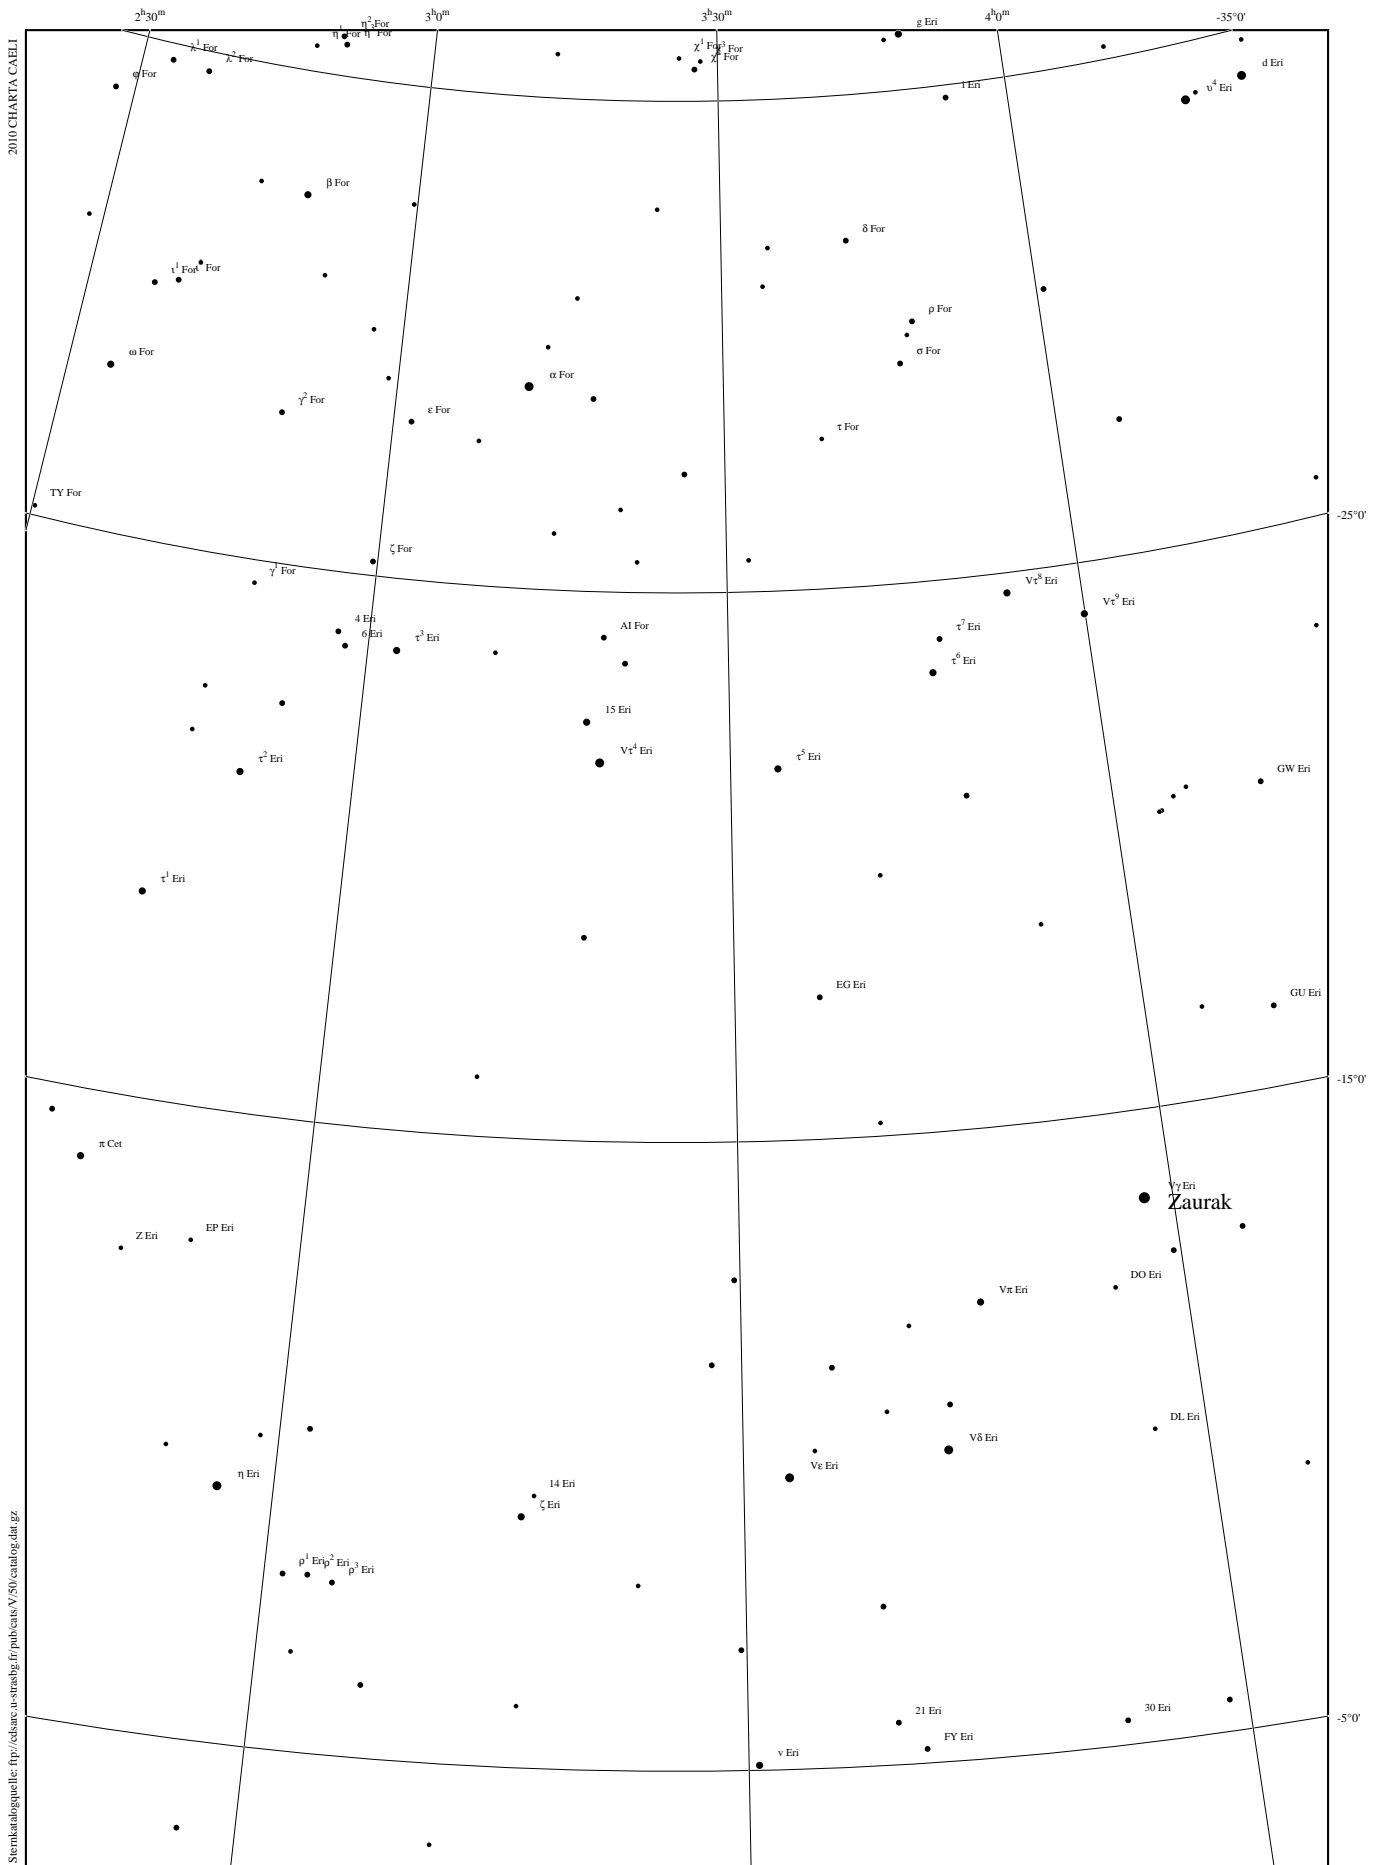 2ʰ30ᵐ 3ʰ0ᵐ 3ʰ30ᵐ 4ʰ0ᵐ -35°0'
g Eri
λ¹ For
λ² For
φ For
χ¹ For
d Eri
υ⁴ Eri
i Eri
2010 CHARTA CAELI
β For
δ For
ι¹ For
ρ For
ω For
σ For
α For
γ² For
ε For
τ For
TY For
-25°0'
ζ For
γ¹ For
Vτ⁸ Eri
Vτ⁹ Eri
4 Eri
AI For
6 Eri
τ³ Eri
τ⁷ Eri
τ⁶ Eri
15 Eri
Vτ⁴ Eri
τ² Eri
τ⁵ Eri
GW Eri
τ¹ Eri
EG Eri
GU Eri
-15°0'
π Cet
Vγ Eri
Zaurak
EP Eri
Z Eri
DO Eri
Vπ Eri
DL Eri
Vδ Eri
Vε Eri
η Eri
14 Eri
ζ Eri
ρ¹ Eri
ρ² Eri
ρ³ Eri
21 Eri
30 Eri
-5°0'
FY Eri
ν Eri
Sternkatalogquelle: ftp://cdsarc.u-strasbg.fr/pub/cats/V/50/catalog.dat.gz